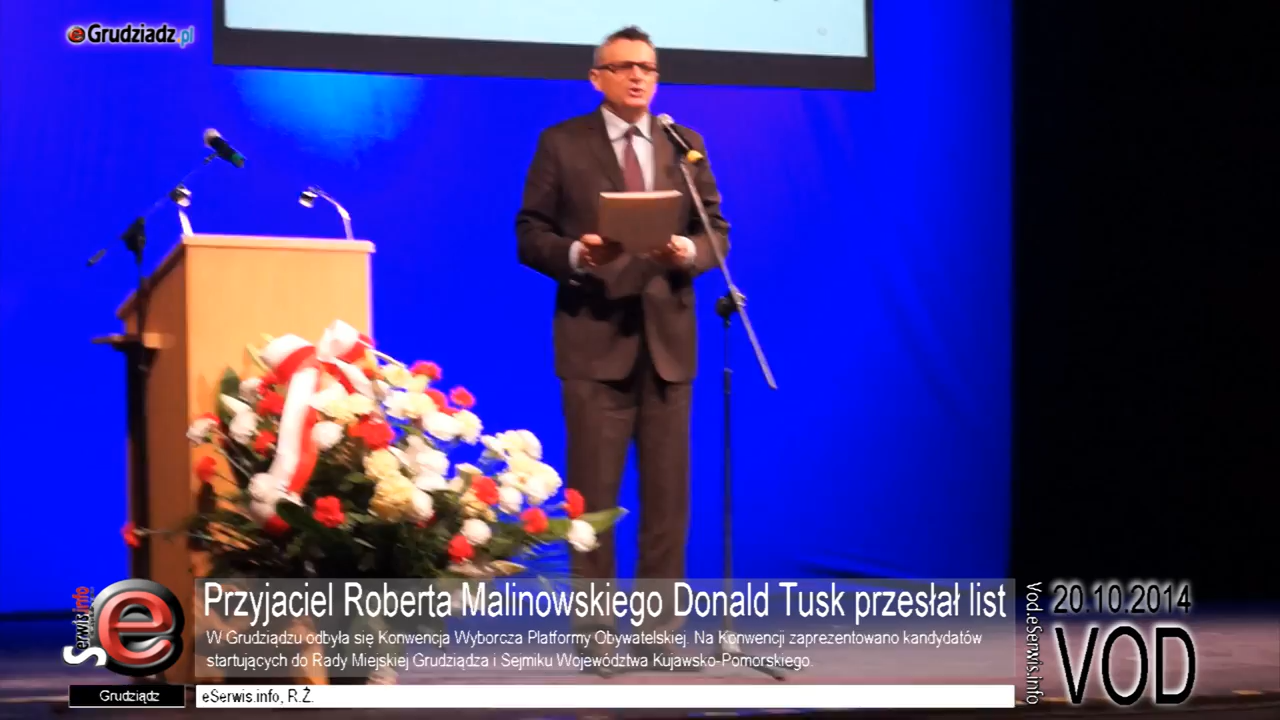 eGrudziadz.pl
Przyjaciel Roberta Malinowskiego Donald Tusk przesłał list
W Grudziądzu odbyła się Konwencja Wyborcza Platformy Obywatelskiej. Na Konwencji zaprezentowano kandydatów
startujących do Rady Miejskiej Grudziądza i Sejmiku Województwa Kujawsko-Pomorskiego.
eSerwis.info
Grudziądz
eSerwis.info, R.Ż.
Vod.eSerwis.info
20.10.2014
VOD